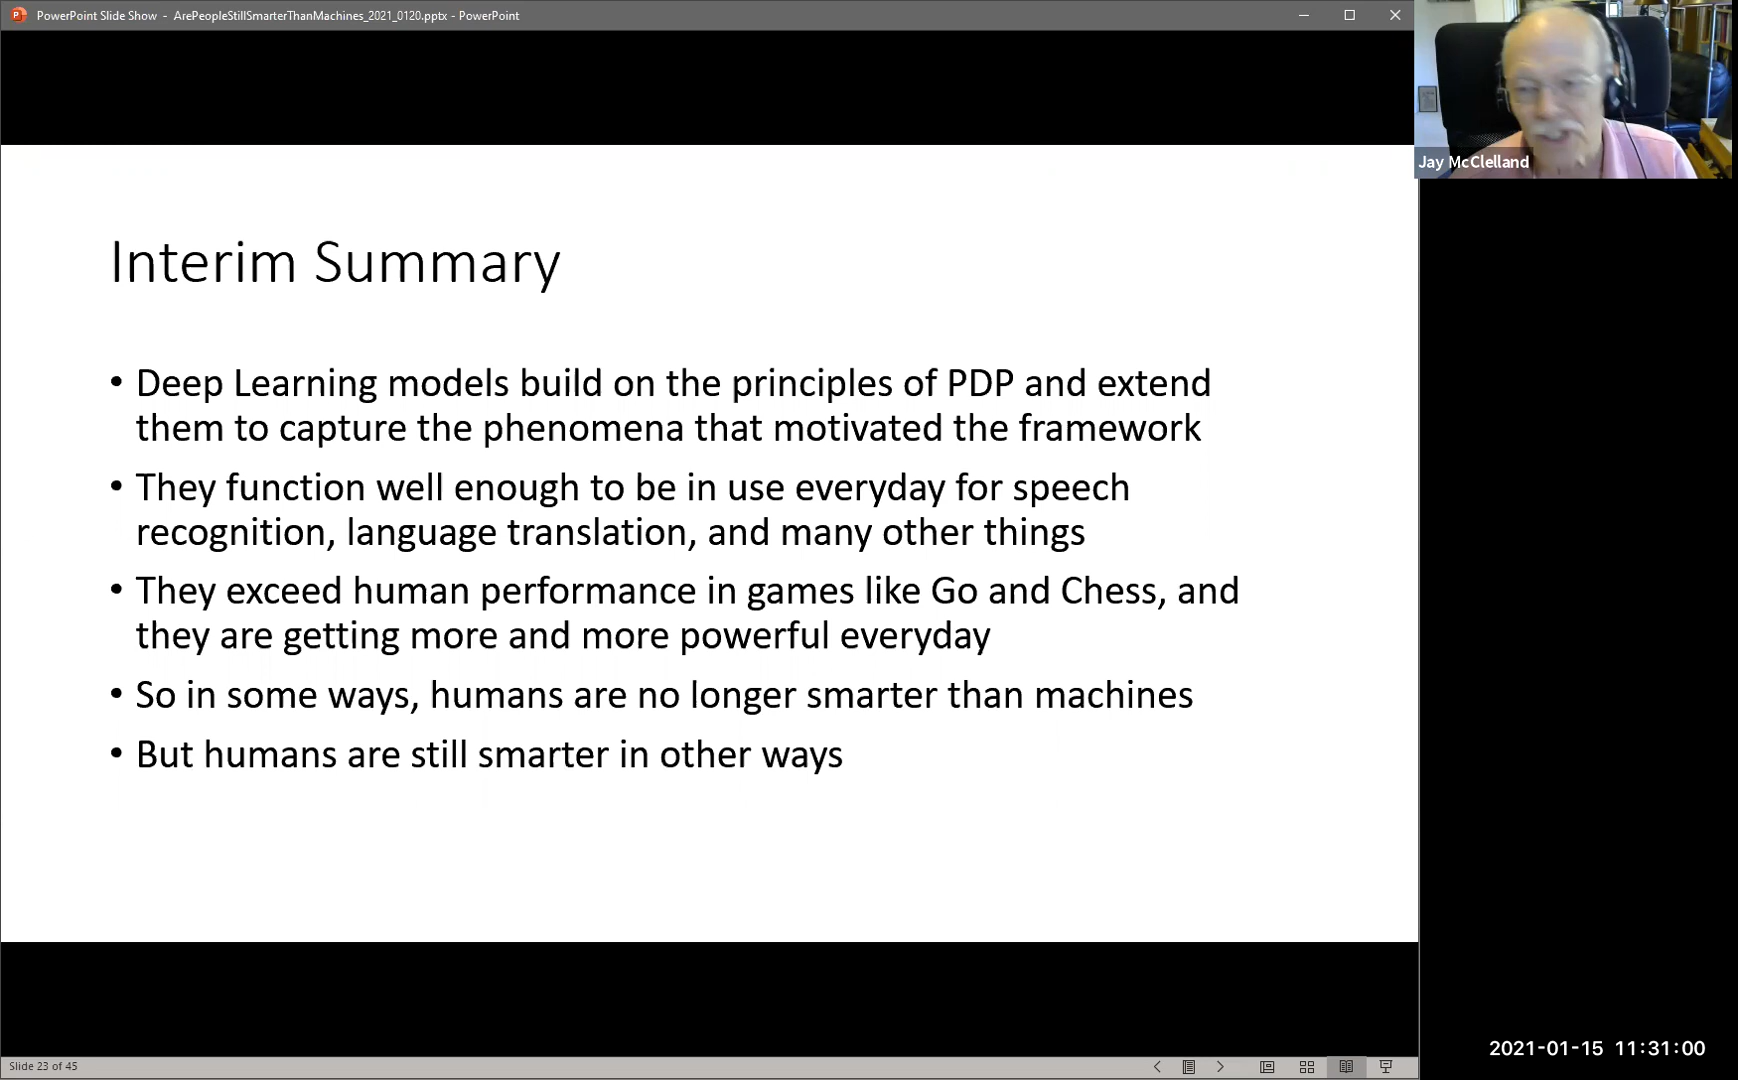 PowerPoint Slide Show - ArePeopleStillSmarterThanMachines_2021_0120.pptx - PowerPoint
Jay McClelland
Interim Summary
• Deep Learning models build on the principles of PDP and extend
them to capture the phenomena that motivated the framework
• They function well enough to be in use everyday for speech
recognition, language translation, and many other things
• They exceed human performance in games like Go and Chess, and
they are getting more and more powerful everyday
• So in some ways, humans are no longer smarter than machines
• But humans are still smarter in other ways
2021-01-15 11:31:00
Slide 23 of 45